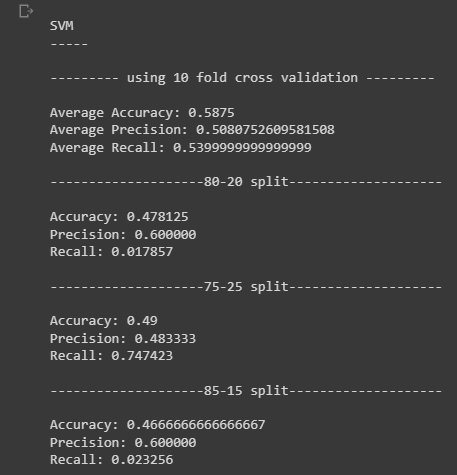 SVM
-----
--------- using 10 fold cross validation ---------
Average Accuracy: 0.5875
Average Precision: 0.5080752609581508
Average Recall: 0.5399999999999999
--------------------80-20 split--------------------
Accuracy: 0.478125
Precision: 0.600000
Recall: 0.017857
--------------------75-25 split--------------------
Accuracy: 0.49
Precision: 0.483333
Recall: 0.747423
--------------------85-15 split--------------------
Accuracy: 0.4666666666666667
Precision: 0.600000
Recall: 0.023256